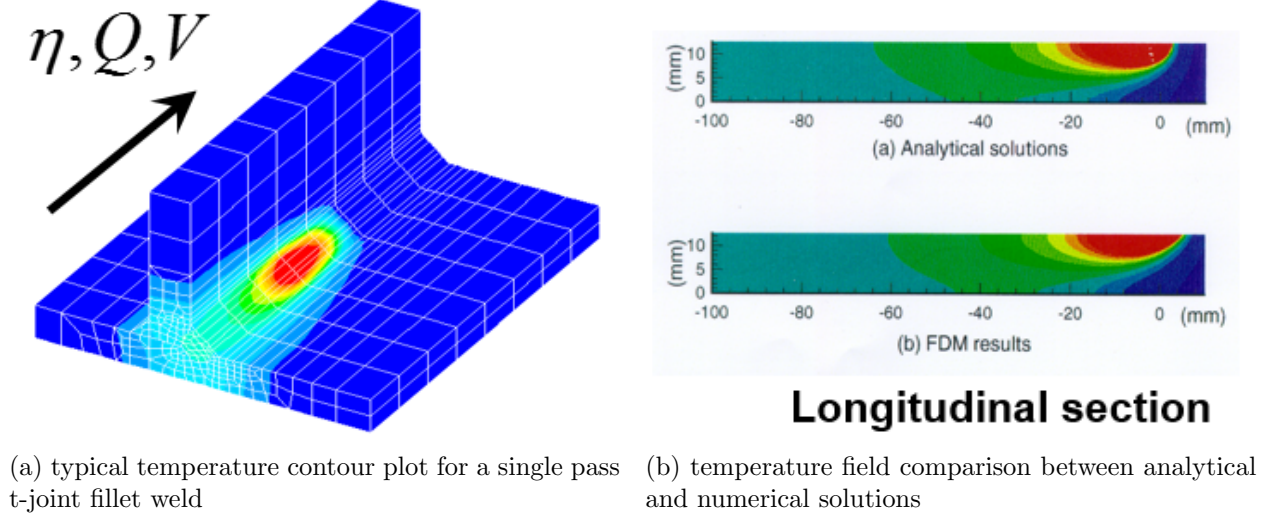 η, Q, V
(mm)
10
5
0
-100 -80 -60 -40 -20 0 (mm)
(a) Analytical solutions
(mm)
10
5
0
-100 -80 -60 -40 -20 0 (mm)
(b) FDM results
Longitudinal section
(a) typical temperature contour plot for a single pass
t-joint fillet weld
(b) temperature field comparison between analytical
and numerical solutions